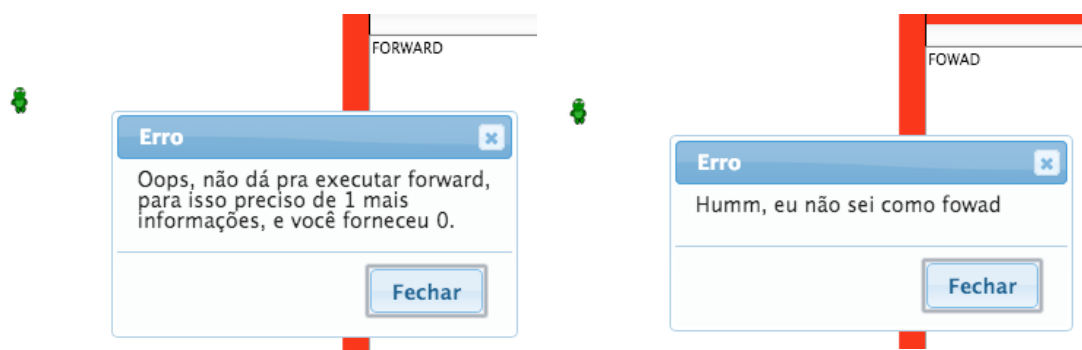 FORWARD
Erro
Oops, não dá pra executar forward,
para isso preciso de 1 mais
informações, e você forneceu 0.
Fechar
FOWAD
Erro
Humm, eu não sei como fowad
Fechar